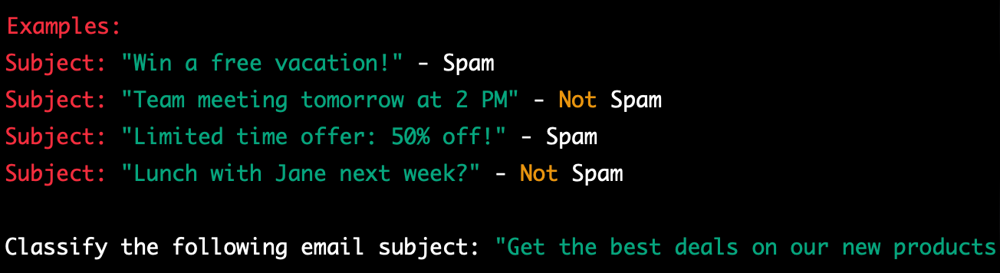 Examples:
Subject: "Win a free vacation!" - Spam
Subject: "Team meeting tomorrow at 2 PM" - Not Spam
Subject: "Limited time offer: 50% off!" - Spam
Subject: "Lunch with Jane next week?" - Not Spam
Classify the following email subject: "Get the best deals on our new products